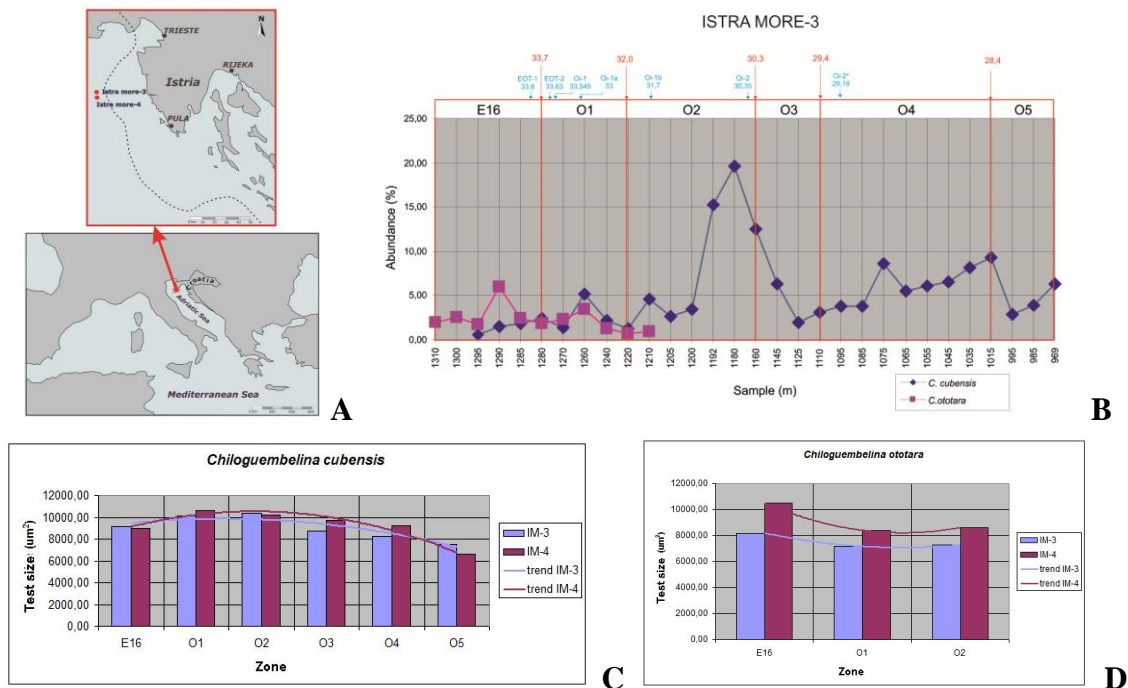 TRIESTE
N
RIJEKA
Istria
Istra more-3
Istra more-4
PULA
Croatia
Adriatic Sea
Mediterranean Sea
A
ISTRA MORE-3
33,7
32,0
30,3
29,4
28,4
EOT-1
33,8
EOT-2
33,63
Oi-1
33,545
Oi-1a
33
Oi-1b
31,7
Oi-2
30,35
Oi-2*
29,16
E16 O1 O2 O3 O4 O5
Abundance (%)
25,00
20,00
15,00
10,00
5,00
0,00
1310 1300 1295 1290 1285 1280 1270 1260 1240 1220 1210 1205 1200 1192 1180 1160 1145 1125 1110 1095 1085 1075 1065 1055 1045 1035 1015 995 985 969
Sample (m)
C. cubensis
C.ototara
B
Chiloguembelina cubensis
Test size (um²)
12000,00
10000,00
8000,00
6000,00
4000,00
2000,00
0,00
E16 O1 O2 O3 O4 O5
Zone
IM-3
IM-4
trend IM-3
trend IM-4
C
Chiloguembelina ototara
Test size (um²)
12000,00
10000,00
8000,00
6000,00
4000,00
2000,00
0,00
E16 O1 O2
Zone
IM-3
IM-4
trend IM-3
trend IM-4
D